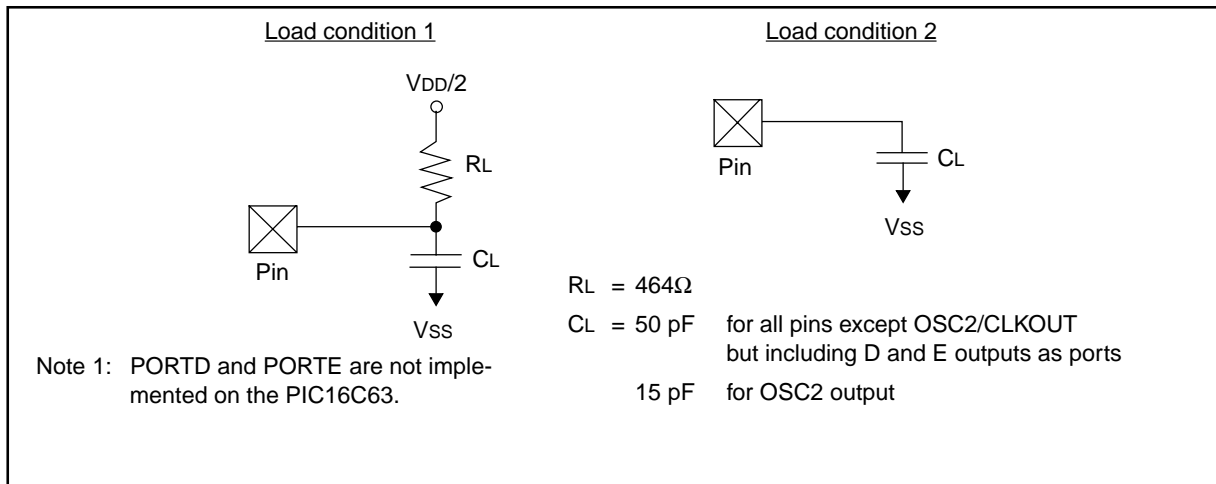 Load condition 1
VDD/2
RL
Pin
CL
VSS
Note 1: PORTD and PORTE are not imple-
mented on the PIC16C63.
Load condition 2
Pin
CL
VSS
RL = 464Ω
CL = 50 pF for all pins except OSC2/CLKOUT
but including D and E outputs as ports
15 pF for OSC2 output